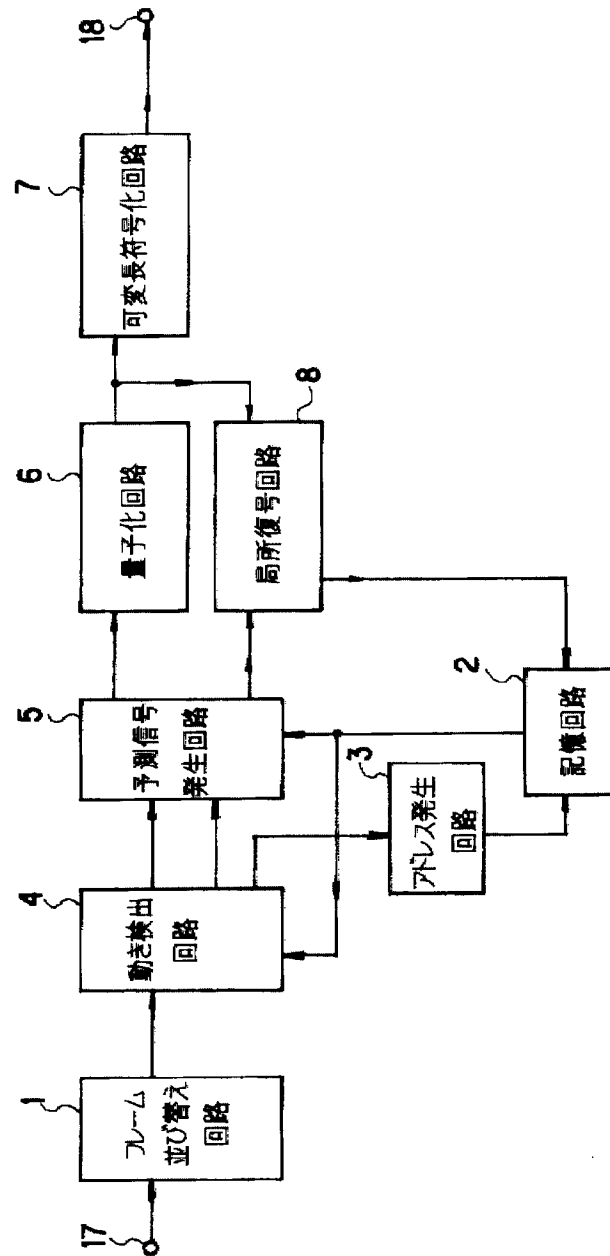 17
1
フレーム
並び替え
回路
4
動き検出
回路
5
予測信号
発生回路
6
量子化回路
7
可変長符号化回路
18
8
局所復号回路
3
アドレス発生
回路
2
記憶回路